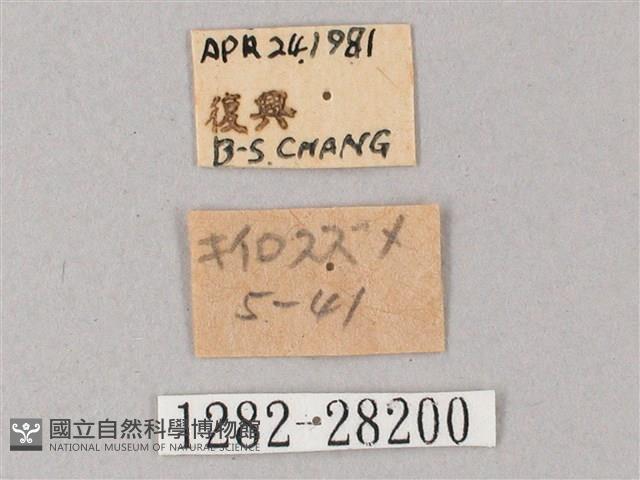 APR 24.1981
復興
B-S. CHANG
キイロスズメ
5-41
1282-28200
國立自然科學博物館
NATIONAL MUSEUM OF NATURAL SCIENCE